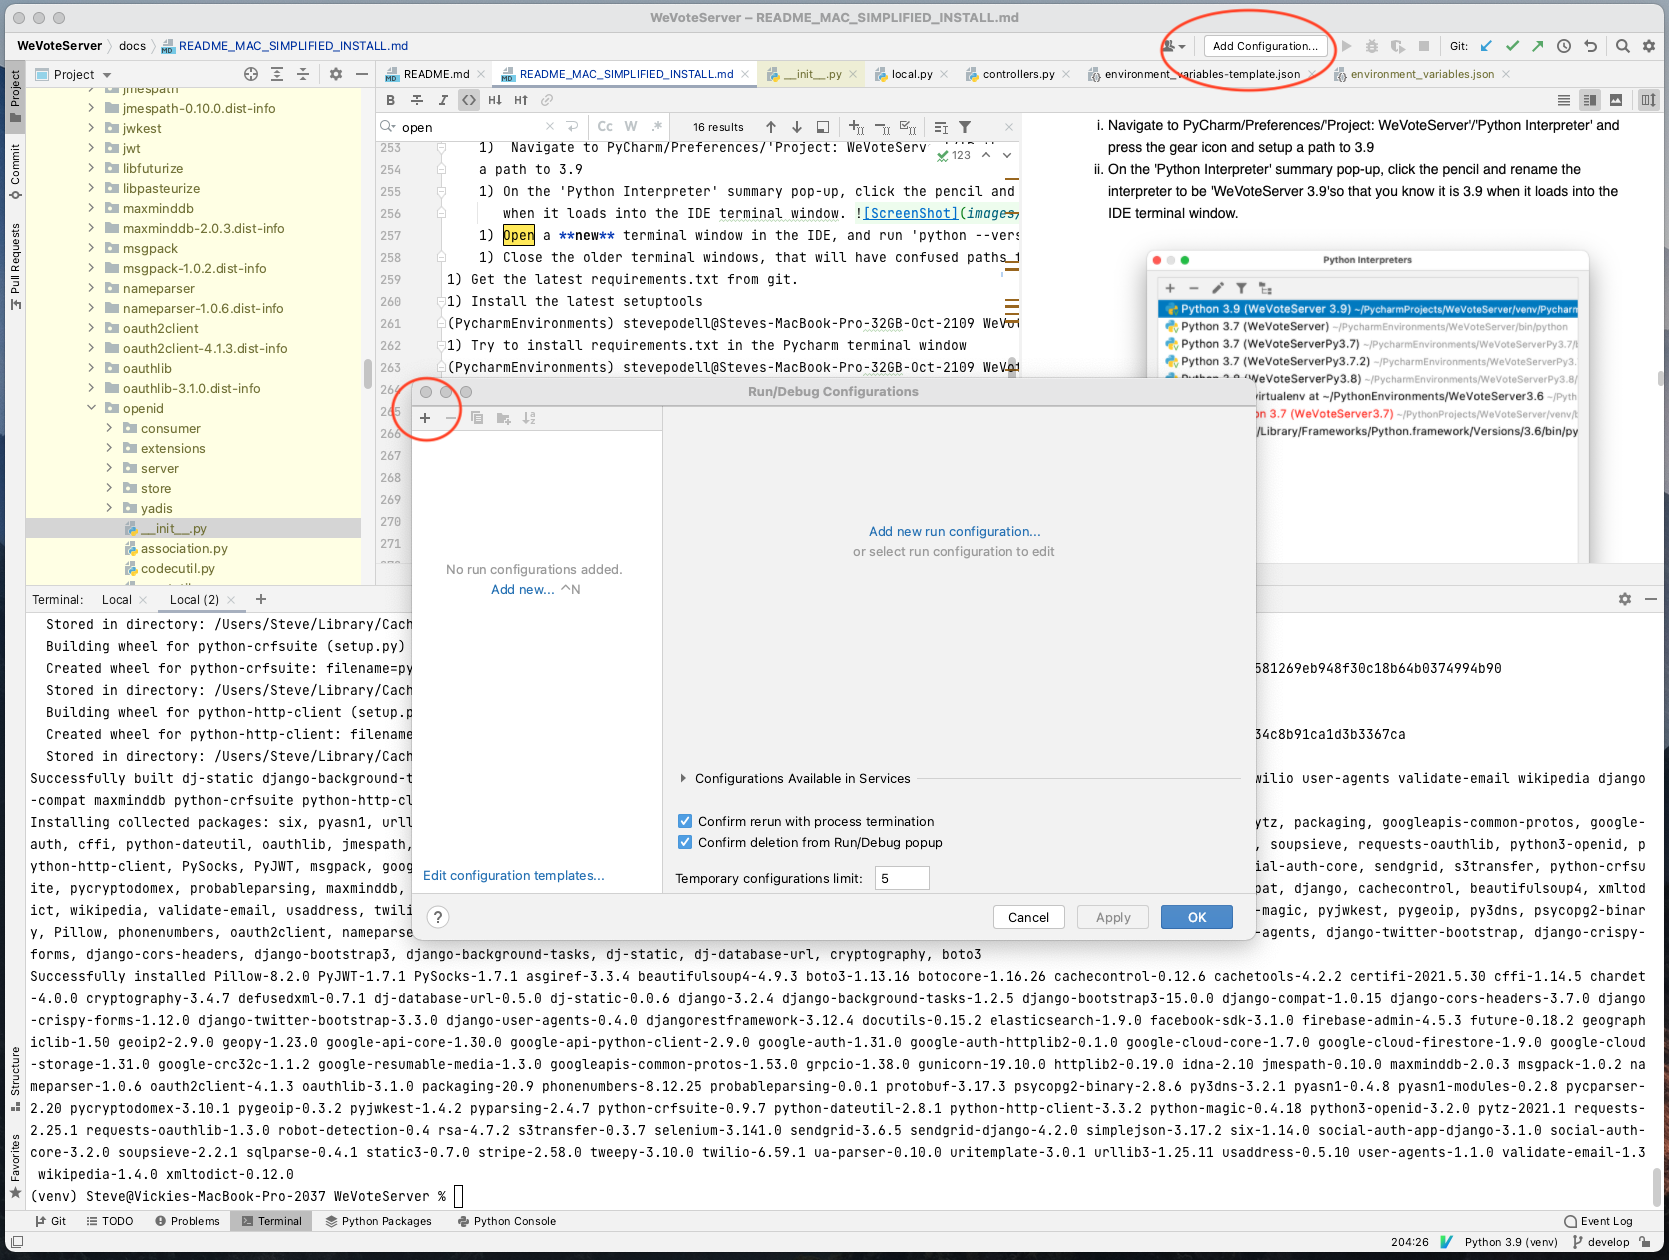 WeVoteServer – README_MAC_SIMPLIFIED_INSTALL.md
WeVoteServer docs README_MAC_SIMPLIFIED_INSTALL.md
Add Configuration...
Git:
Project
README.md
README_MAC_SIMPLIFIED_INSTALL.md
__init__.py
local.py
controllers.py
environment_variables-template.json
environment_variables.json
Project
Commit
Pull Requests
Structure
Favorites
jmespath
jmespath-0.10.0.dist-info
jwkest
jwt
libfuturize
libpasteurize
maxminddb
maxminddb-2.0.3.dist-info
msgpack
msgpack-1.0.2.dist-info
nameparser
nameparser-1.0.6.dist-info
oauth2client
oauth2client-4.1.3.dist-info
oauthlib
oauthlib-3.1.0.dist-info
openid
consumer
extensions
server
store
yadis
__init__.py
association.py
codecutil.py
B I <> H↓ H↑
open
Cc W .*
16 results
123
253 1) Navigate to PyCharm/Preferences/'Project: WeVoteServ
254 a path to 3.9
255 1) On the 'Python Interpreter' summary pop-up, click the pencil and
256 when it loads into the IDE terminal window. ![ScreenShot](images/
257 1) Open a **new** terminal window in the IDE, and run 'python --vers
258 1) Close the older terminal windows, that will have confused paths
259 1) Get the latest requirements.txt from git.
260 1) Install the latest setuptools
261 (PycharmEnvironments) stevepodell@Steves-MacBook-Pro-32GB-Oct-2109 WeVot
262 1) Try to install requirements.txt in the Pycharm terminal window
263 (PycharmEnvironments) stevepodell@Steves-MacBook-Pro-32GB-Oct-2109 WeVot
264
265
266
267
268
269
270
271
i. Navigate to PyCharm/Preferences/'Project: WeVoteServer'/'Python Interpreter' and
press the gear icon and setup a path to 3.9
ii. On the 'Python Interpreter' summary pop-up, click the pencil and rename the
interpreter to be 'WeVoteServer 3.9'so that you know it is 3.9 when it loads into the
IDE terminal window.
Python Interpreters
Python 3.9 (WeVoteServer 3.9) ~/PycharmProjects/WeVoteServer/venv/Pycharm
Python 3.7 (WeVoteServer) ~/PycharmEnvironments/WeVoteServer/bin/python
Python 3.7 (WeVoteServerPy3.7) ~/PycharmEnvironments/WeVoteServerPy3.7/
Python 3.7 (WeVoteServerPy3.7.2) ~/PycharmEnvironments/WeVoteServerPy3.
Python 3.8 (WeVoteServerPy3.8) ~/PycharmEnvironments/WeVoteServerPy3.8/
virtualenv at ~/PythonEnvironments/WeVoteServer3.6 ~/Pyth
on 3.7 (WeVoteServer3.7) ~/PythonProjects/WeVoteServer/venv/
/Library/Frameworks/Python.framework/Versions/3.6/bin/py
Run/Debug Configurations
No run configurations added.
Add new... ^N
Add new run configuration...
or select run configuration to edit
Configurations Available in Services
Confirm rerun with process termination
Confirm deletion from Run/Debug popup
Temporary configurations limit: 5
Edit configuration templates...
? Cancel Apply OK
Terminal: Local Local (2)
Stored in directory: /Users/Steve/Library/Cach
Building wheel for python-crfsuite (setup.py)
Created wheel for python-crfsuite: filename=py 581269eb948f30c18b64b0374994b90
Stored in directory: /Users/Steve/Library/Cach
Building wheel for python-http-client (setup.p
Created wheel for python-http-client: filename 34c8b91ca1d3b3367ca
Stored in directory: /Users/Steve/Library/Cach
Successfully built dj-static django-background-t wilio user-agents validate-email wikipedia django
-compat maxminddb python-crfsuite python-http-cl
Installing collected packages: six, pyasn1, urll ytz, packaging, googleapis-common-protos, google-
auth, cffi, python-dateutil, oauthlib, jmespath, , soupsieve, requests-oauthlib, python3-openid, p
ython-http-client, PySocks, PyJWT, msgpack, goog ial-auth-core, sendgrid, s3transfer, python-crfsu
ite, pycryptodomex, probableparsing, maxminddb, pat, django, cachecontrol, beautifulsoup4, xmltod
ict, wikipedia, validate-email, usaddress, twili -magic, pyjwkest, pygeoip, py3dns, psycopg2-binar
y, Pillow, phonenumbers, oauth2client, nameparse -agents, django-twitter-bootstrap, django-crispy-
forms, django-cors-headers, django-bootstrap3, django-background-tasks, dj-static, dj-database-url, cryptography, boto3
Successfully installed Pillow-8.2.0 PyJWT-1.7.1 PySocks-1.7.1 asgiref-3.3.4 beautifulsoup4-4.9.3 boto3-1.13.16 botocore-1.16.26 cachecontrol-0.12.6 cachetools-4.2.2 certifi-2021.5.30 cffi-1.14.5 chardet
-4.0.0 cryptography-3.4.7 defusedxml-0.7.1 dj-database-url-0.5.0 dj-static-0.0.6 django-3.2.4 django-background-tasks-1.2.5 django-bootstrap3-15.0.0 django-compat-1.0.15 django-cors-headers-3.7.0 django
-crispy-forms-1.12.0 django-twitter-bootstrap-3.3.0 django-user-agents-0.4.0 djangorestframework-3.12.4 docutils-0.15.2 elasticsearch-1.9.0 facebook-sdk-3.1.0 firebase-admin-4.5.3 future-0.18.2 geograph
iclib-1.50 geoip2-2.9.0 geopy-1.23.0 google-api-core-1.30.0 google-api-python-client-2.9.0 google-auth-1.31.0 google-auth-httplib2-0.1.0 google-cloud-core-1.7.0 google-cloud-firestore-1.9.0 google-cloud
-storage-1.31.0 google-crc32c-1.1.2 google-resumable-media-1.3.0 googleapis-common-protos-1.53.0 grpcio-1.38.0 gunicorn-19.10.0 httplib2-0.19.0 idna-2.10 jmespath-0.10.0 maxminddb-2.0.3 msgpack-1.0.2 na
meparser-1.0.6 oauth2client-4.1.3 oauthlib-3.1.0 packaging-20.9 phonenumbers-8.12.25 probableparsing-0.0.1 protobuf-3.17.3 psycopg2-binary-2.8.6 py3dns-3.2.1 pyasn1-0.4.8 pyasn1-modules-0.2.8 pycparser-
2.20 pycryptodomex-3.10.1 pygeoip-0.3.2 pyjwkest-1.4.2 pyparsing-2.4.7 python-crfsuite-0.9.7 python-dateutil-2.8.1 python-http-client-3.3.2 python-magic-0.4.18 python3-openid-3.2.0 pytz-2021.1 requests-
2.25.1 requests-oauthlib-1.3.0 robot-detection-0.4 rsa-4.7.2 s3transfer-0.3.7 selenium-3.141.0 sendgrid-3.6.5 sendgrid-django-4.2.0 simplejson-3.17.2 six-1.14.0 social-auth-app-django-3.1.0 social-auth-
core-3.2.0 soupsieve-2.2.1 sqlparse-0.4.1 static3-0.7.0 stripe-2.58.0 tweepy-3.10.0 twilio-6.59.1 ua-parser-0.10.0 uritemplate-3.0.1 urllib3-1.25.11 usaddress-0.5.10 user-agents-1.1.0 validate-email-1.3
wikipedia-1.4.0 xmltodict-0.12.0
(venv) Steve@Vickies-MacBook-Pro-2037 WeVoteServer %
Git TODO Problems Terminal Python Packages Python Console Event Log
204:26 Python 3.9 (venv) develop